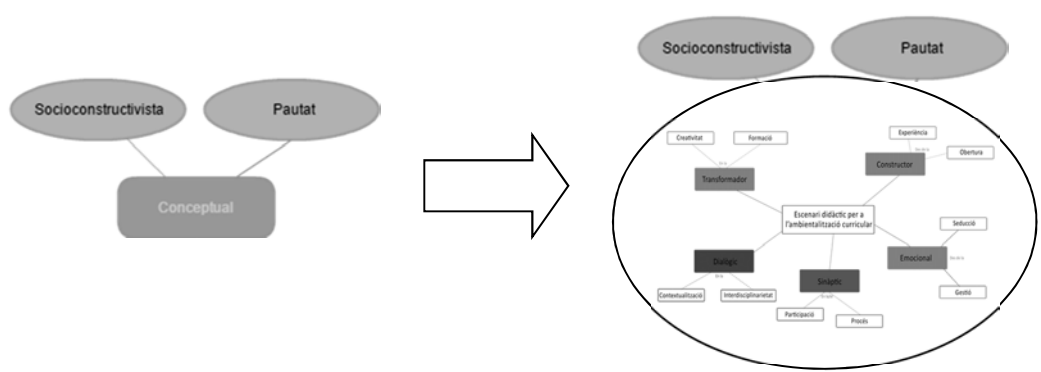 Socioconstructivista
Pautat
Conceptual
Socioconstructivista
Pautat
Creativitat
Formació
Transformador
Experiència
Obertura
Constructor
Escenari didàctic per a
l'ambientalització curricular
Seducció
Emocional
Gestió
Dialògic
Contextualització
Interdisciplinarietat
Sinàptic
Participació
Procés